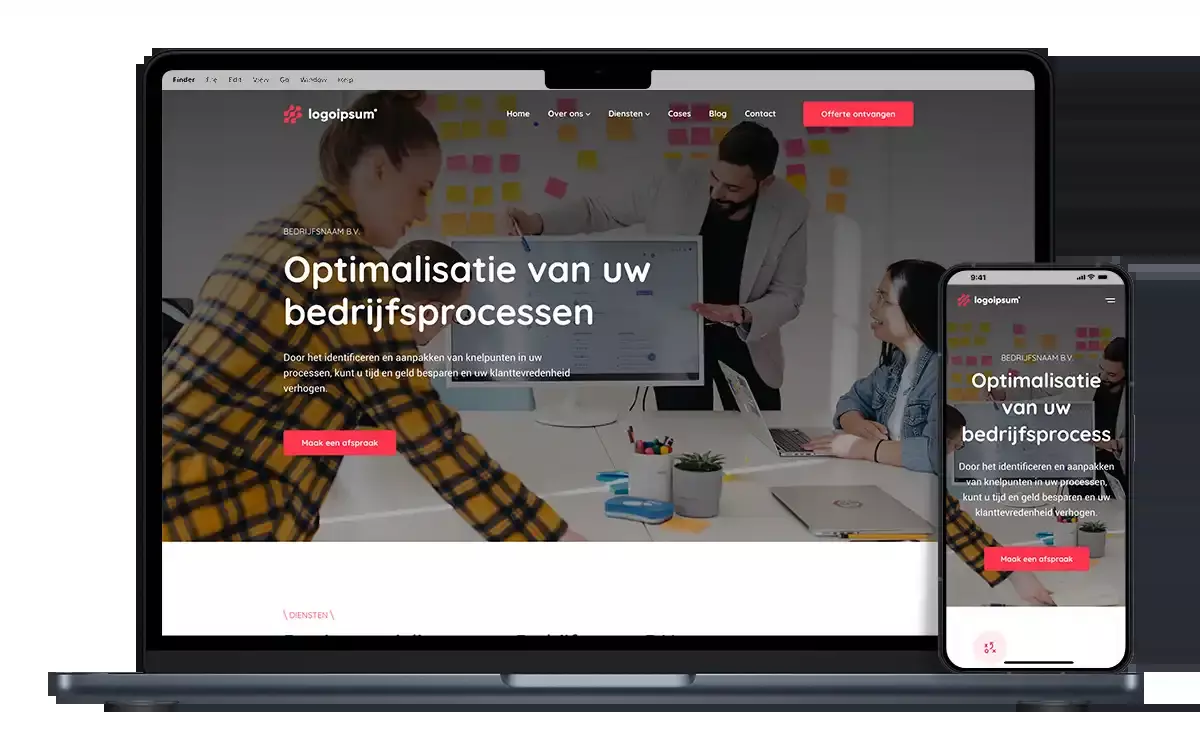 Finder File Edit View Go Window Help
logoipsum
Home Over ons Diensten Cases Blog Contact Offerte ontvangen
BEDRIJFSNAAM B.V.
Optimalisatie van uw
bedrijfsprocessen
Door het identificeren en aanpakken van knelpunten in uw
processen, kunt u tijd en geld besparen en uw klanttevredenheid
verhogen.
Maak een afspraak
\ DIENSTEN \
9:41
logoipsum
BEDRIJFSNAAM B.V.
Optimalisatie
van uw
bedrijfsprocess
Door het identificeren en aanpakken
van knelpunten in uw processen,
kunt u tijd en geld besparen en uw
klanttevredenheid verhogen.
Maak een afspraak